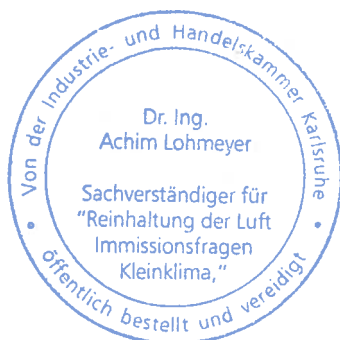 Von der Industrie- und Handelskammer Karlsruhe
Dr. Ing.
Achim Lohmeyer
Sachverständiger für
"Reinhaltung der Luft
Immissionsfragen
Kleinklima,"
• öffentlich bestellt und vereidigt •